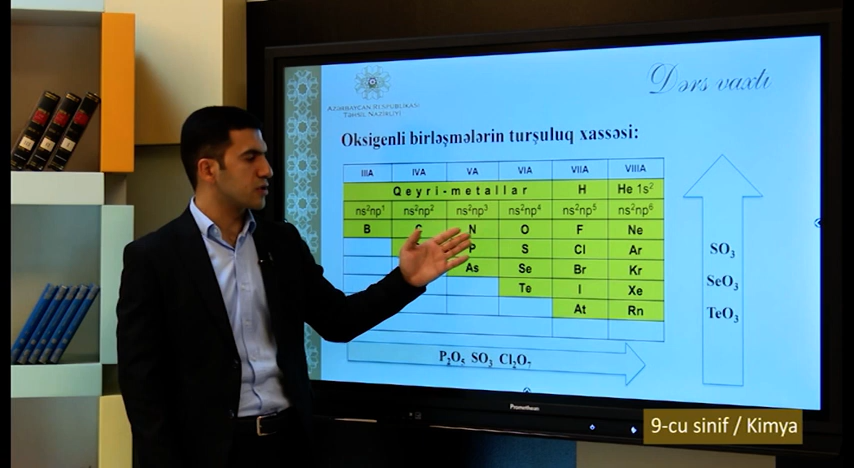 Dərs vaxtı
AZƏRBAYCAN RESPUBLİKASI
TƏHSİL NAZİRLİYİ
Oksigenli birləşmələrin turşuluq xassəsi:
IIIA IVA VA VIA VIIA VIIIA
Qeyri-metallar H He 1s²
ns²np¹ ns²np² ns²np³ ns²np⁴ ns²np⁵ ns²np⁶
B C N O F Ne
P S Cl Ar
As Se Br Kr
Te I Xe
At Rn
SO₃
SeO₃
TeO₃
P₂O₅ SO₃ Cl₂O₇
Promethean
9-cu sinif / Kimya